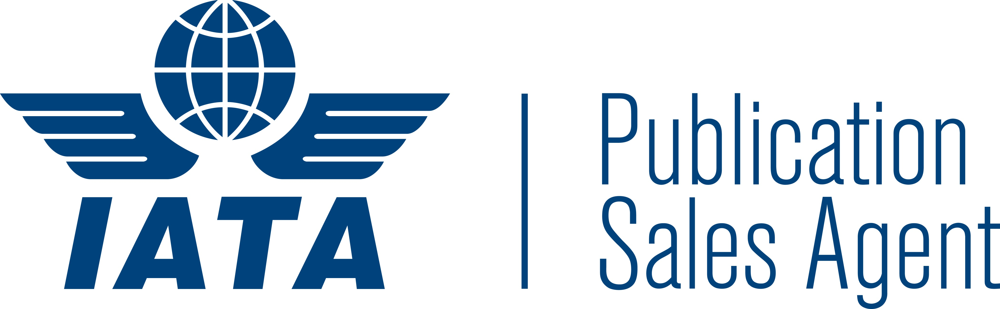 IATA
Publication
Sales Agent